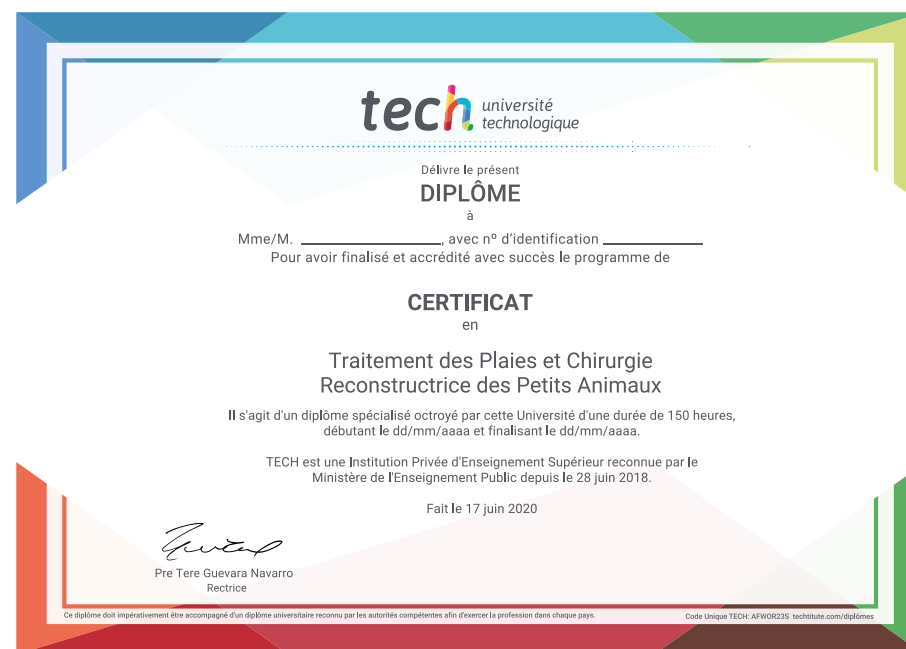 tech université
technologique
Délivre le présent
DIPLÔME
à
Mme/M. ____________________, avec nº d'identification ______________
Pour avoir finalisé et accrédité avec succès le programme de
CERTIFICAT
en
Traitement des Plaies et Chirurgie
Reconstructrice des Petits Animaux
Il s'agit d'un diplôme spécialisé octroyé par cette Université d'une durée de 150 heures,
débutant le dd/mm/aaaa et finalisant le dd/mm/aaaa.
TECH est une Institution Privée d'Enseignement Supérieur reconnue par le
Ministère de l'Enseignement Public depuis le 28 juin 2018.
Fait le 17 juin 2020
Pre Tere Guevara Navarro
Rectrice
Ce diplôme doit impérativement être accompagné d'un diplôme universitaire reconnu par les autorités compétentes afin d'exercer la profession dans chaque pays.
Code Unique TECH: AFWOR23S techtitute.com/diplômes